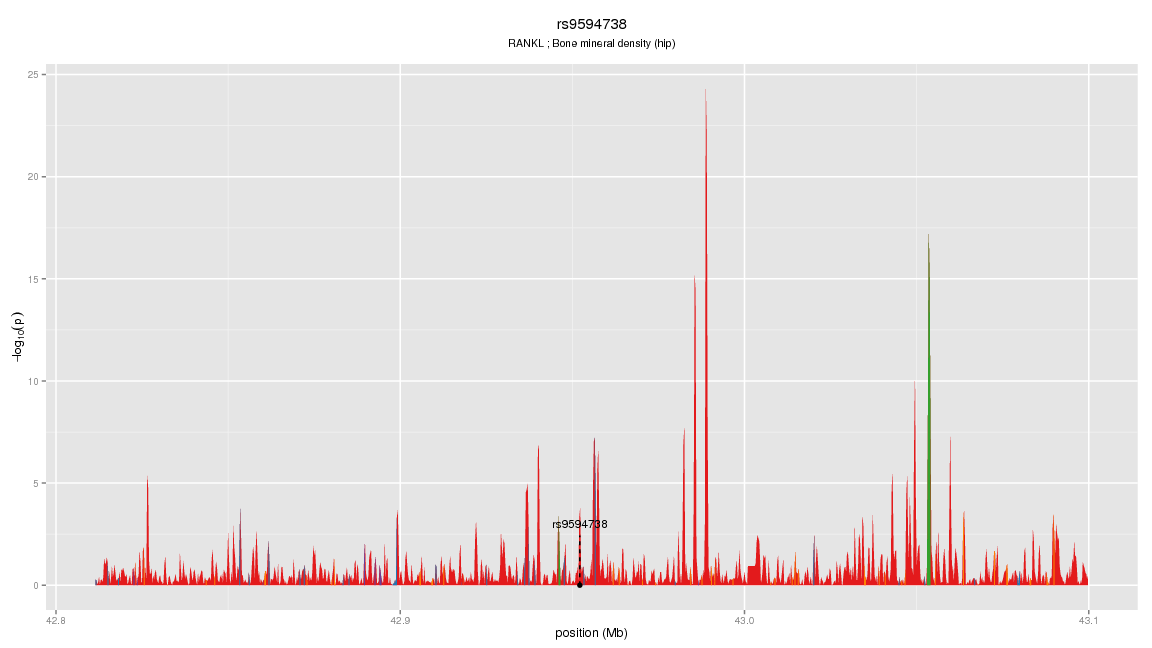 rs9594738
RANKL ; Bone mineral density (hip)
25
20
15
10
5
0
−log10(p)
rs9594738
42.8
42.9
43.0
43.1
position (Mb)